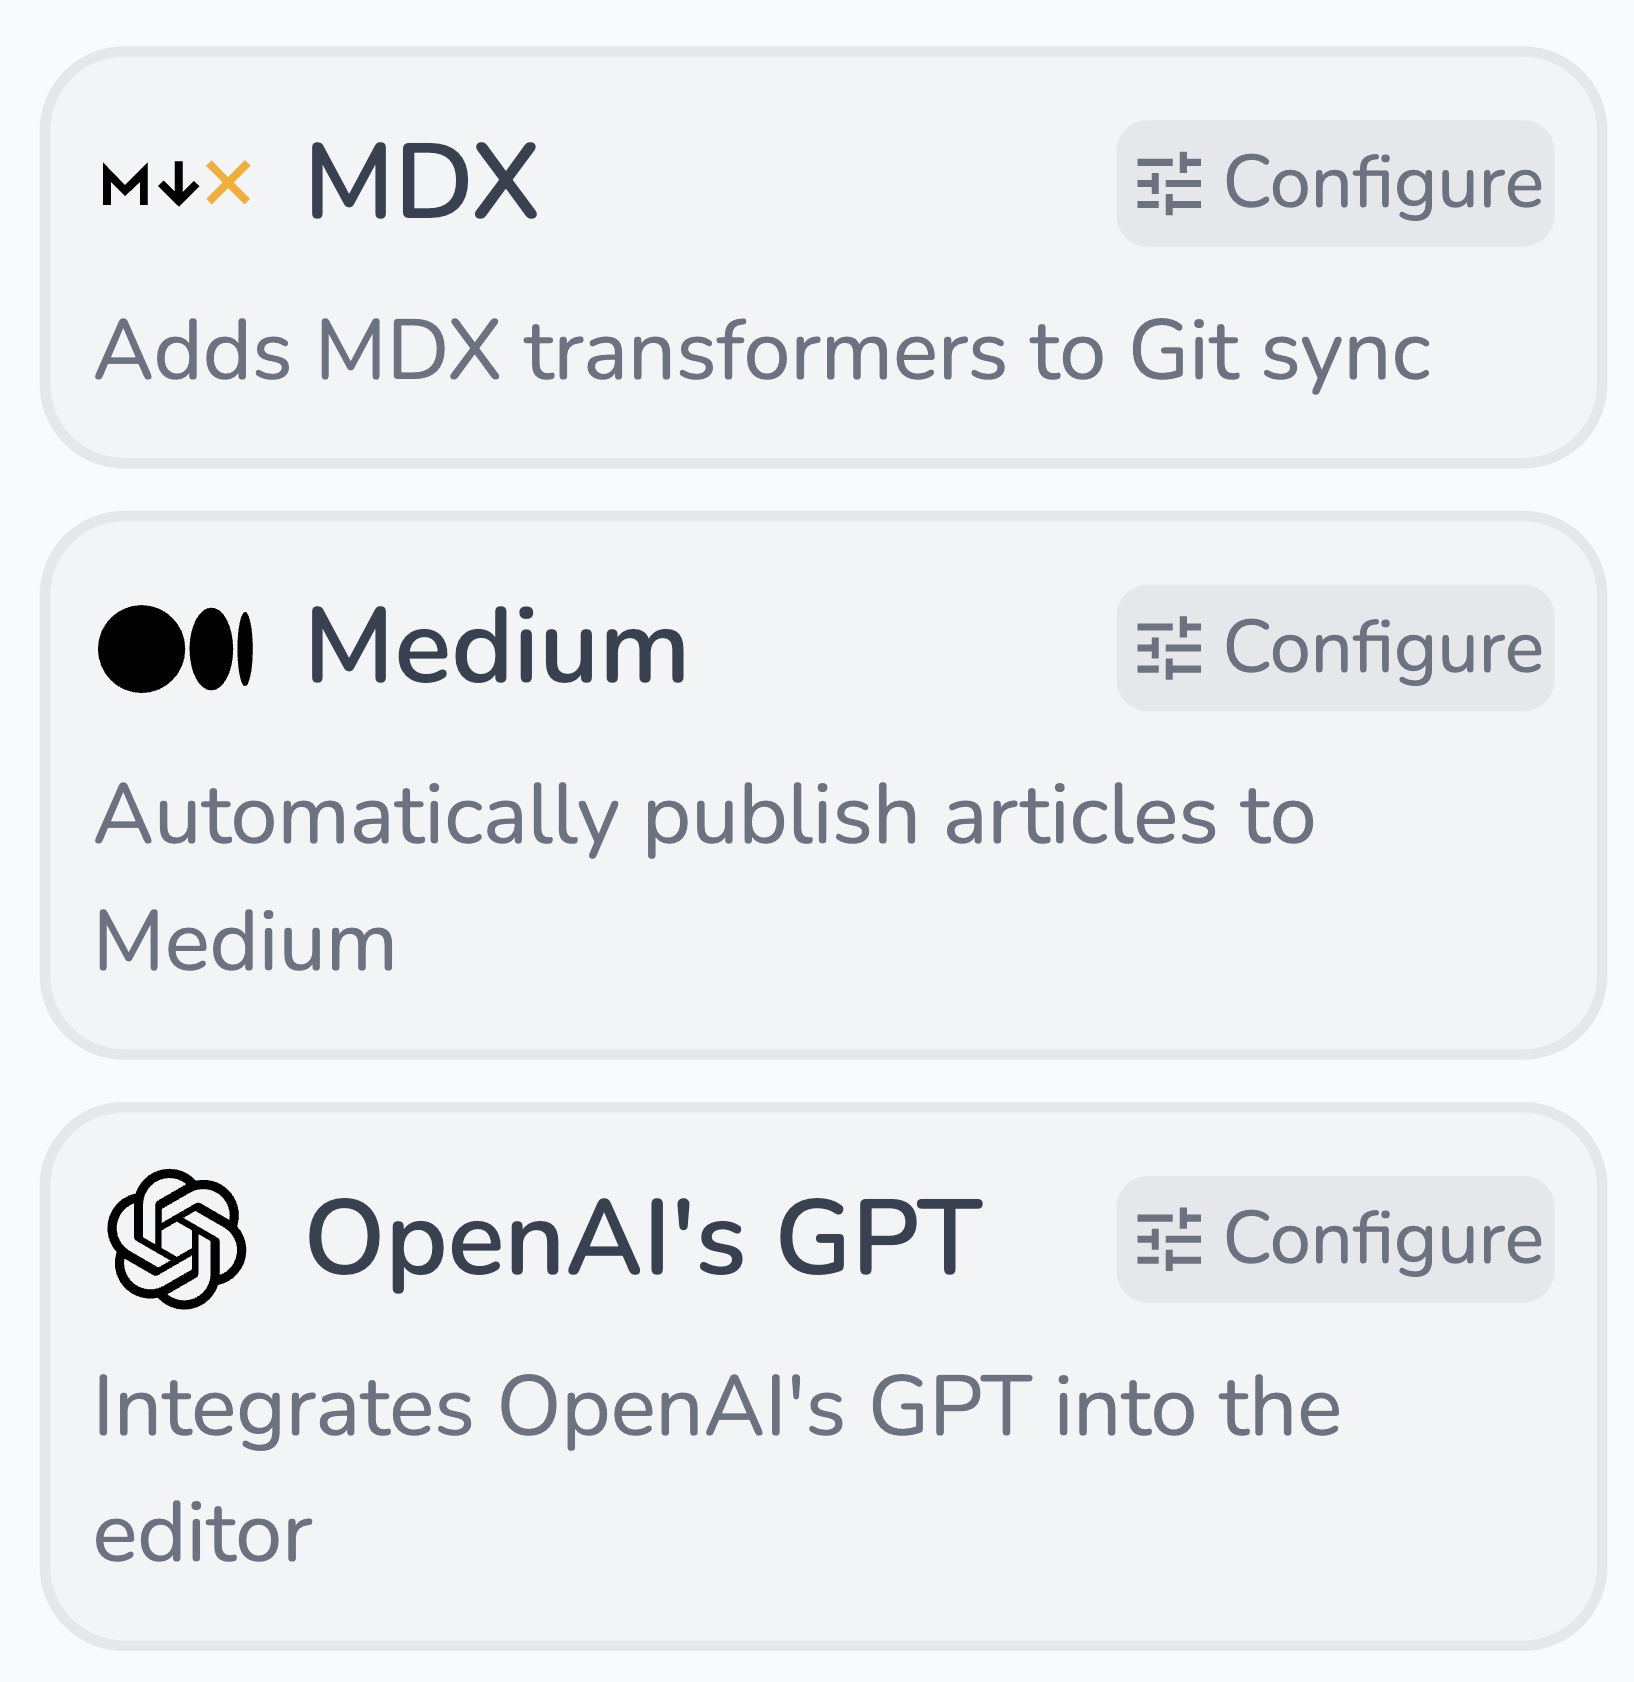 MDX
Configure
Adds MDX transformers to Git sync
Medium
Configure
Automatically publish articles to
Medium
OpenAI's GPT
Configure
Integrates OpenAI's GPT into the
editor